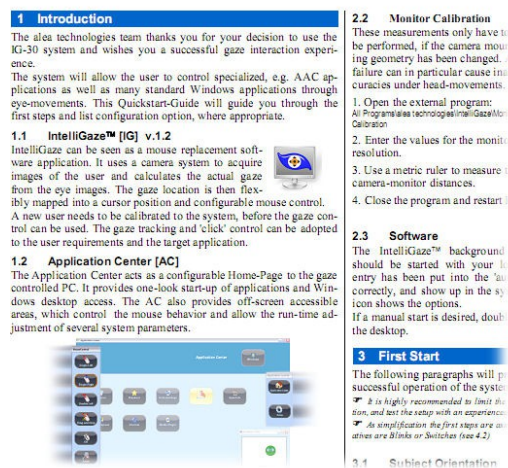 1 Introduction
The alea technologies team thanks you for your decision to use the
IG-30 system and wishes you a successful gaze interaction experi-
ence.
The system will allow the user to control specialized, e.g. AAC ap-
plications as well as many standard Windows applications through
eye-movements. This Quickstart-Guide will guide you through the
first steps and list configuration option, where appropriate.
1.1 IntelliGaze™ [IG] v.1.2
IntelliGaze can be seen as a mouse replacement soft-
ware application. It uses a camera system to acquire
images of the user and calculates the actual gaze
from the eye images. The gaze location is then flex-
ibly mapped into a cursor position and configurable mouse control.
A new user needs to be calibrated to the system, before the gaze con-
trol can be used. The gaze tracking and 'click' control can be adopted
to the user requirements and the target application.
1.2 Application Center [AC]
The Application Center acts as a configurable Home-Page to the gaze
controlled PC. It provides one-look start-up of applications and Win-
dows desktop access. The AC also provides off-screen accessible
areas, which control the mouse behavior and allow the run-time ad-
justment of several system parameters.
Application Center
2.2 Monitor Calibration
These measurements only have to
be performed, if the camera
ing geometry has been changed.
failure can in particular cause
curacies under head-movements.
1. Open the external program:
All Programs\alea technologies\IntelliGaze\
Calibration
2. Enter the values for the
resolution.
3. Use a metric ruler to measure
camera-monitor distances.
4. Close the program and restart
2.3 Software
The IntelliGaze™ background
should be started with your
entry has been put into the
correctly, and show up in the
icon shows the options.
If a manual start is desired,
the desktop.
3 First Start
The following paragraphs will
successful operation of the
☞ It is highly recommended to limit the
tion, and test the setup with an
☞ As simplification the first steps are
atives are Blinks or Switches (see 4.2)
3.1 Subject Orientation